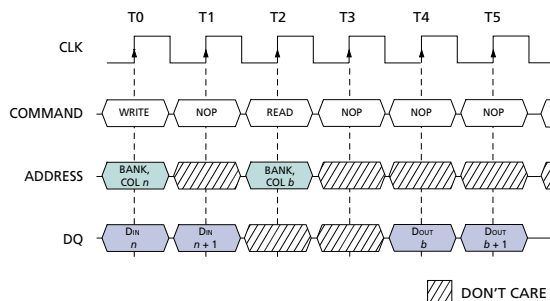 T0 T1 T2 T3 T4 T5
CLK
COMMAND WRITE NOP READ NOP NOP NOP
ADDRESS BANK, COL n BANK, COL b
DQ DIN n DIN n + 1 DOUT b DOUT b + 1
DON'T CARE